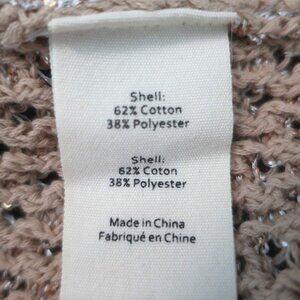 Shell:
62% Cotton
38% Polyester
Shell:
62% Coton
38% Polyester
Made in China
Fabriqué en Chine